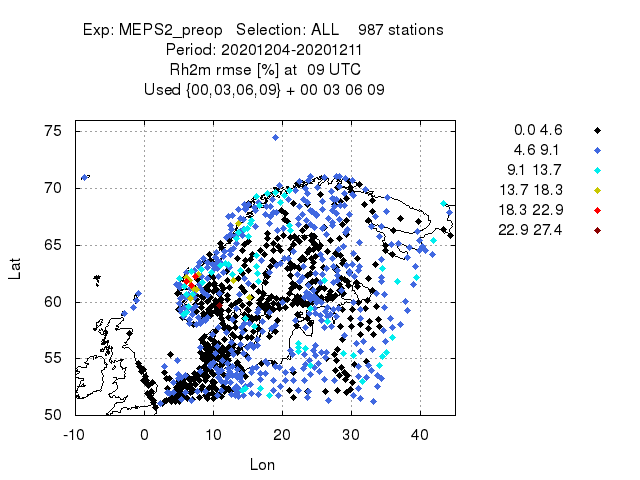 Exp: MEPS2_preop Selection: ALL 987 stations
Period: 20201204-20201211
Rh2m rmse [%] at 09 UTC
Used {00,03,06,09} + 00 03 06 09
75
70
65
60
55
50
Lat
-10 0 10 20 30 40
Lon
0.0 4.6
4.6 9.1
9.1 13.7
13.7 18.3
18.3 22.9
22.9 27.4